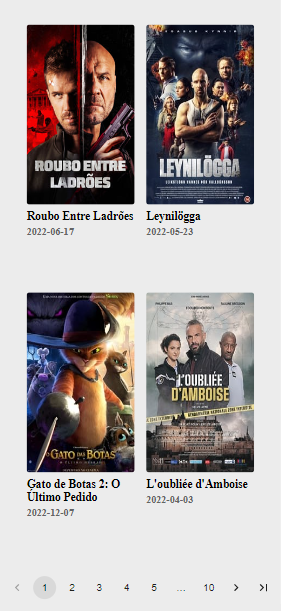 ROUBO ENTRE
LADRÕES
LEYNILÖGGA
Roubo Entre Ladrões
2022-06-17
Leynilögga
2022-05-23
GATO DAS BOTAS
L'OUBLIÉE
D'AMBOISE
Gato de Botas 2: O
Último Pedido
2022-12-07
L'oubliée d'Amboise
2022-04-03
1 2 3 4 5 ... 10